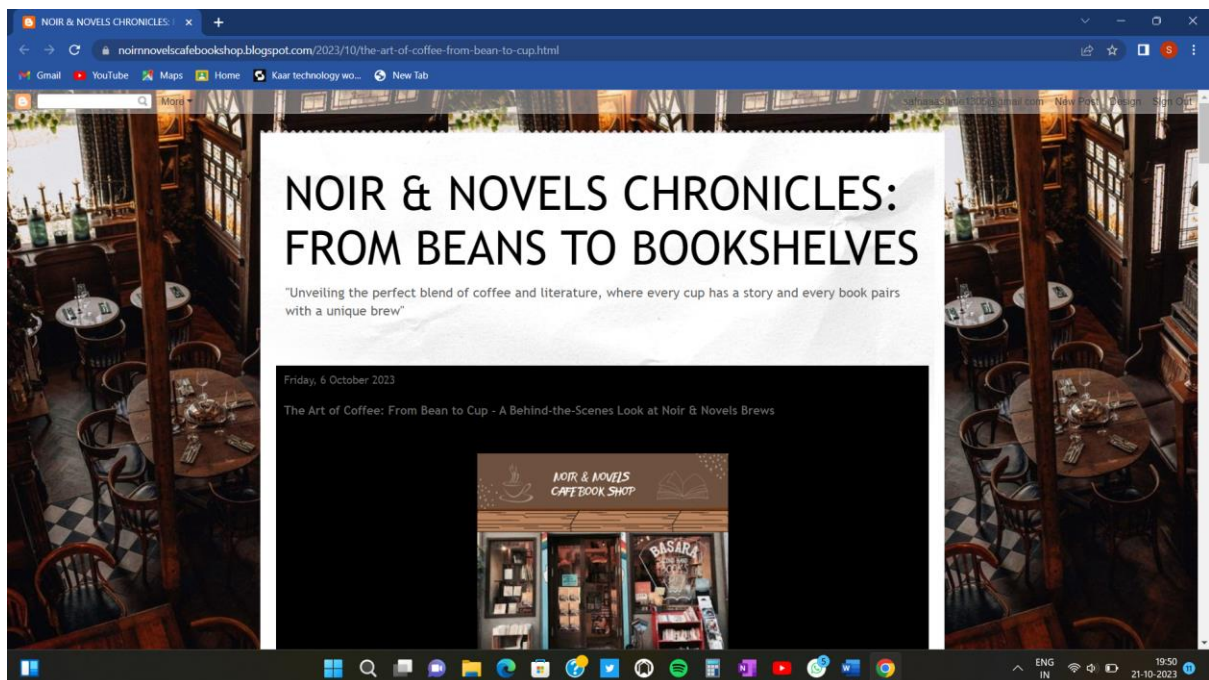 NOIR & NOVELS CHRONICLES:
noirnnovelscafebookshop.blogspot.com/2023/10/the-art-of-coffee-from-bean-to-cup.html
S
Gmail YouTube Maps Home Kaar technology wo... New Tab
More New Post Design Sign Out
NOIR & NOVELS CHRONICLES:
FROM BEANS TO BOOKSHELVES
"Unveiling the perfect blend of coffee and literature, where every cup has a story and every book pairs
with a unique brew"
Friday, 6 October 2023
The Art of Coffee: From Bean to Cup - A Behind-the-Scenes Look at Noir & Novels Brews
NOIR & NOVELS
CAFE BOOK SHOP
BASARA
BOOKS
ENG
IN
19:50
21-10-2023
11